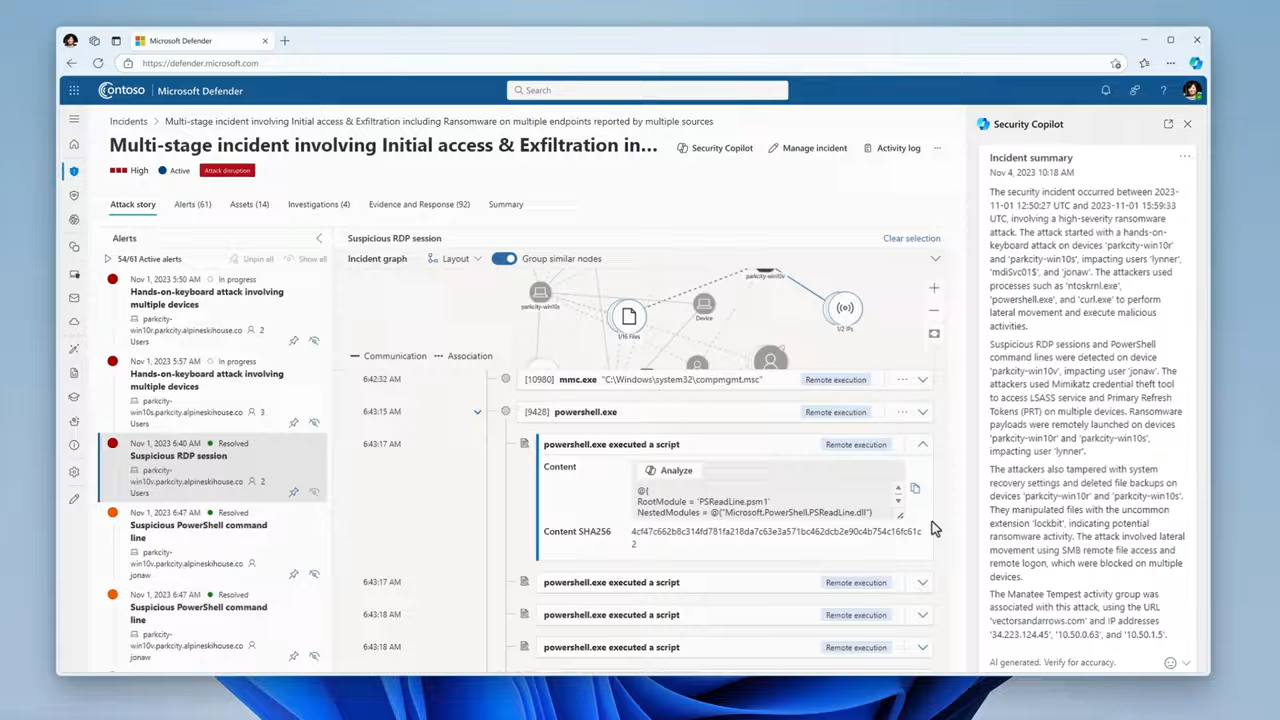 Microsoft Defender
https://defender.microsoft.com
Contoso
Microsoft Defender
Search
Incidents > Multi-stage incident involving Initial access & Exfiltration including Ransomware on multiple endpoints reported by multiple sources
Multi-stage incident involving Initial access & Exfiltration in...
Security Copilot
Manage incident
Activity log
High
Active
Attack disruption
Attack story
Alerts (61)
Assets (14)
Investigations (4)
Evidence and Response (92)
Summary
Alerts
54/61 Active alerts
Unpin all
Show all
Nov 1, 2023 5:50 AM In progress
Hands-on-keyboard attack involving
multiple devices
parkcity-
win10r.parkcity.alpineskihouse.co 2
Users
Nov 1, 2023 5:57 AM In progress
Hands-on-keyboard attack involving
multiple devices
parkcity-
win10s.parkcity.alpineskihouse.co 3
Users
Nov 1, 2023 6:40 AM Resolved
Suspicious RDP session
parkcity-
win10v.parkcity.alpineskihouse.co 2
Users
Nov 1, 2023 6:47 AM Resolved
Suspicious PowerShell command
line
parkcity-
win10v.parkcity.alpineskihouse.co
jonaw
Nov 1, 2023 6:47 AM Resolved
Suspicious PowerShell command
line
parkcity-
win10v.parkcity.alpineskihouse.co
jonaw
Suspicious RDP session
Clear selection
Incident graph
Layout
Group similar nodes
parkcity-win10s
1/16 Files
Device
parkcity-win10v
1/2 IPs
Communication
Association
6:42:32 AM
[10980] mmc.exe "C:\Windows\system32\compmgmt.msc"
Remote execution
6:43:15 AM
[9428] powershell.exe
Remote execution
6:43:17 AM
powershell.exe executed a script
Remote execution
Content
Analyze
@{
RootModule = 'PSReadLine.psm1'
NestedModules = @("Microsoft.PowerShell.PSReadLine.dll")
Content SHA256
4cf47c662b8c314fd781fa218da7c63e3a571bc462dcb2e90c4b754c16fc61c
2
6:43:17 AM
powershell.exe executed a script
Remote execution
6:43:18 AM
powershell.exe executed a script
Remote execution
6:43:18 AM
powershell.exe executed a script
Remote execution
Security Copilot
Incident summary
Nov 4, 2023 10:18 AM
The security incident occurred between 2023-
11-01 12:50:27 UTC and 2023-11-01 15:59:33
UTC, involving a high-severity ransomware
attack. The attack started with a hands-on-
keyboard attack on devices 'parkcity-win10r'
and 'parkcity-win10s', impacting users 'lynner',
'mdiSvc01$', and 'jonaw'. The attackers used
processes such as 'ntoskrnl.exe',
'powershell.exe', and 'curl.exe' to perform
lateral movement and execute malicious
activities.
Suspicious RDP sessions and PowerShell
command lines were detected on device
'parkcity-win10v', impacting user 'jonaw'. The
attackers used Mimikatz credential theft tool
to access LSASS service and Primary Refresh
Tokens (PRT) on multiple devices. Ransomware
payloads were remotely launched on devices
'parkcity-win10r' and 'parkcity-win10s',
impacting user 'lynner'.
The attackers also tampered with system
recovery settings and deleted file backups on
devices 'parkcity-win10r' and 'parkcity-win10s'.
They manipulated files with the uncommon
extension 'lockbit', indicating potential
ransomware activity. The attack involved lateral
movement using SMB remote file access and
remote logon, which were blocked on multiple
devices.
The Manatee Tempest activity group was
associated with this attack, using the URL
'vectorsandarrows.com' and IP addresses
'34.223.124.45', '10.50.0.63', and '10.50.1.5'.
AI generated. Verify for accuracy.